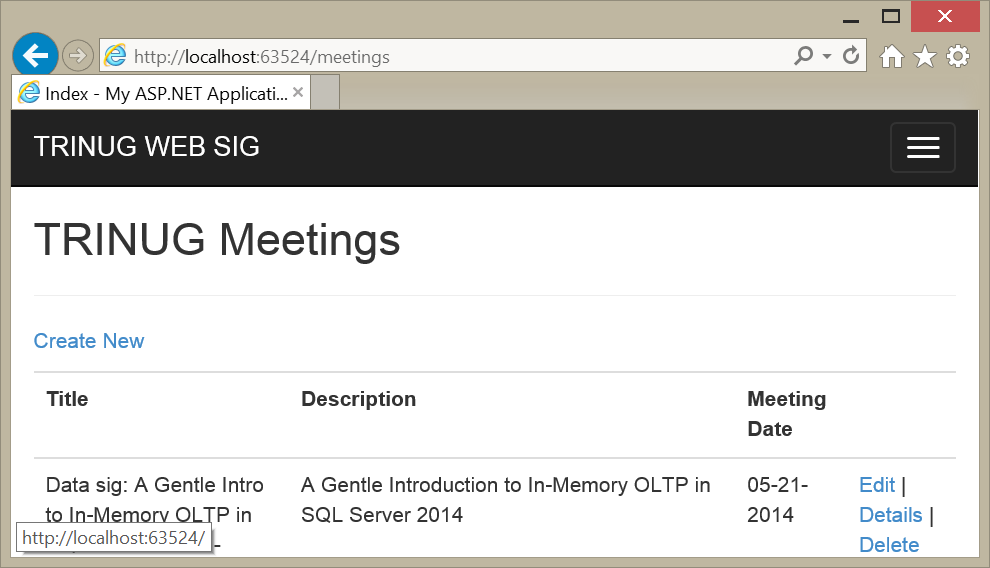 http://localhost:63524/meetings
Index - My ASP.NET Applicati...
TRINUG WEB SIG
TRINUG Meetings
Create New
Title Description Meeting
Date
Data sig: A Gentle Intro A Gentle Introduction to In-Memory OLTP in 05-21- Edit |
to In-Memory OLTP in SQL Server 2014 2014 Details |
http://localhost:63524/ Delete